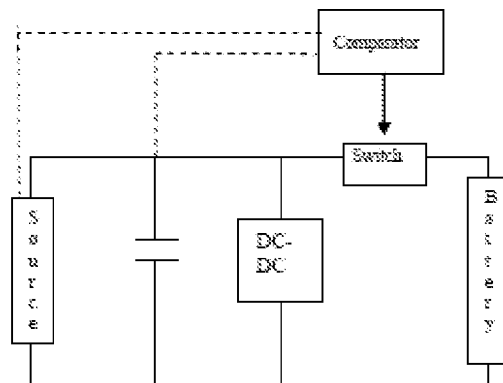 Comparator
Switch
Source
DC-
DC
Battery